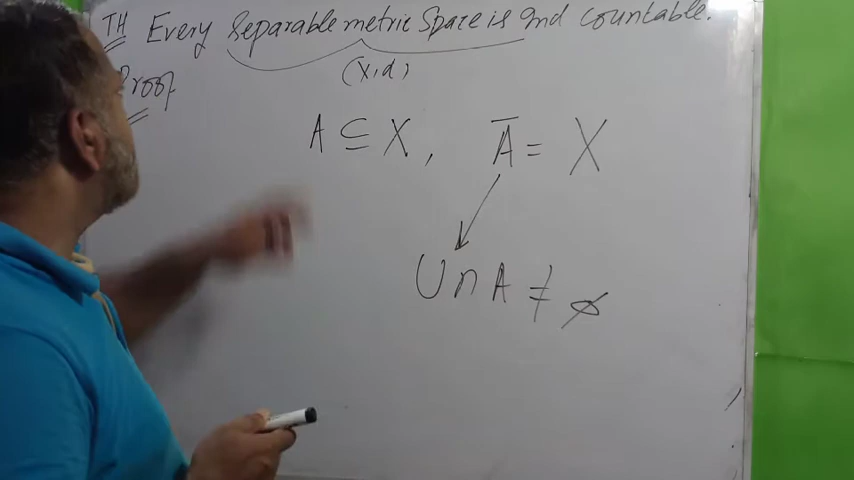 TH Every Separable metric Space is 2nd countable.
Proof (X,d)
A ⊆ X, A̅ = X
U ∩ A ≠ ∅